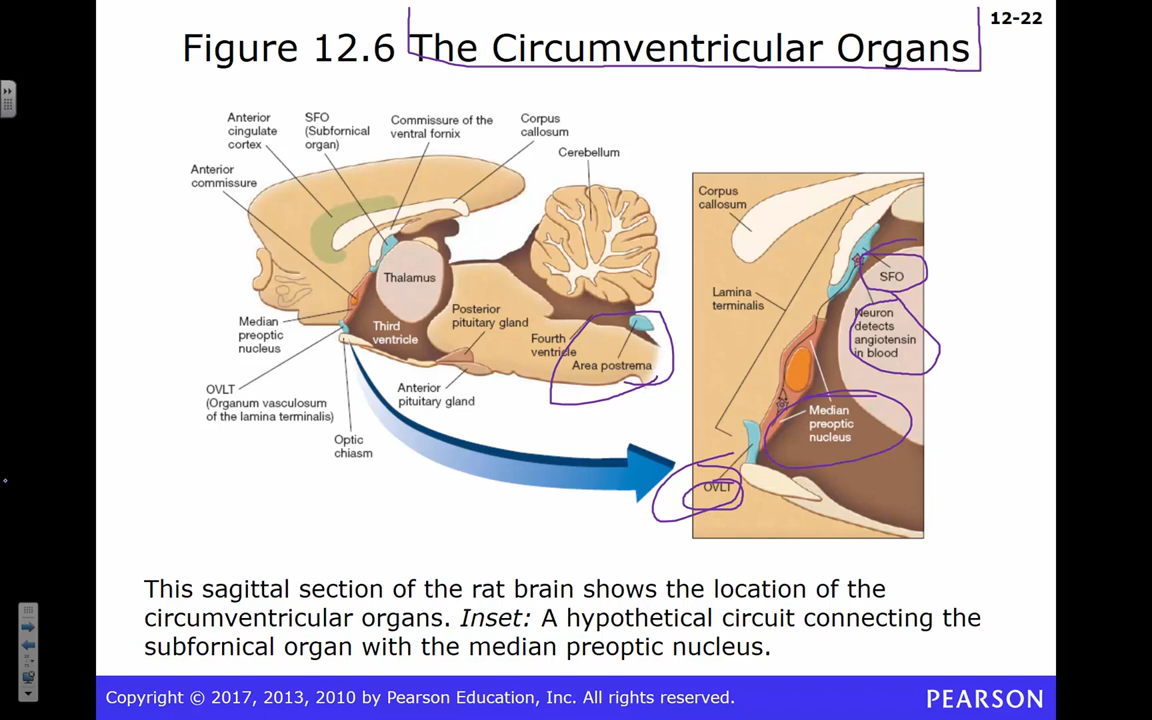 12-22
Figure 12.6 The Circumventricular Organs
Anterior
cingulate
cortex
SFO
(Subfornical
organ)
Commissure of the
ventral fornix
Corpus
callosum
Cerebellum
Anterior
commissure
Thalamus
Third
ventricle
Posterior
pituitary gland
Fourth
ventricle
Area postrema
Median
preoptic
nucleus
OVLT
(Organum vasculosum
of the lamina terminalis)
Anterior
pituitary gland
Optic
chiasm
Corpus
callosum
Lamina
terminalis
SFO
Neuron
detects
angiotensin
in blood
Median
preoptic
nucleus
OVLT
This sagittal section of the rat brain shows the location of the
circumventricular organs. Inset: A hypothetical circuit connecting the
subfornical organ with the median preoptic nucleus.
Copyright © 2017, 2013, 2010 by Pearson Education, Inc. All rights reserved.
PEARSON